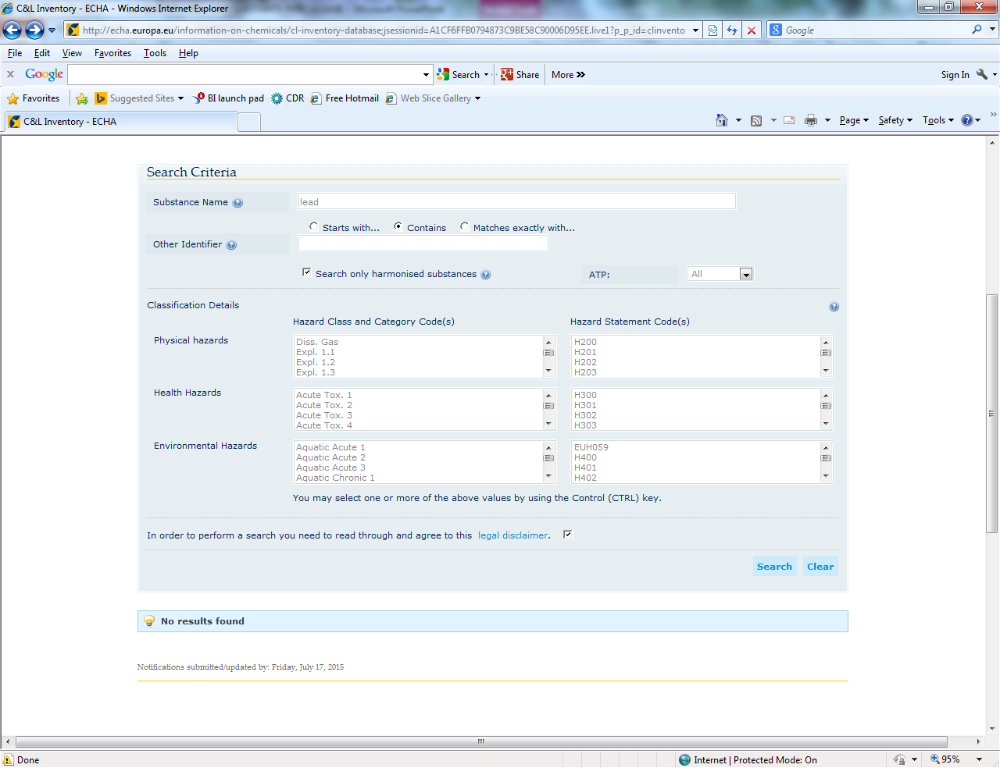 C&L Inventory - ECHA - Windows Internet Explorer
http://echa.europa.eu/information-on-chemicals/cl-inventory-database;jsessionid=A1CF6FFB0794873C9BE58C90006D95EE.live1?p_p_id=clinvento
Google
File Edit View Favorites Tools Help
x Google Search Share More Sign In
Favorites Suggested Sites BI launch pad CDR Free Hotmail Web Slice Gallery
C&L Inventory - ECHA Page Safety Tools
Search Criteria
Substance Name lead
Starts with... Contains Matches exactly with...
Other Identifier
Search only harmonised substances ATP: All
Classification Details
Hazard Class and Category Code(s) Hazard Statement Code(s)
Physical hazards
Diss. Gas H200
Expl. 1.1 H201
Expl. 1.2 H202
Expl. 1.3 H203
Health Hazards
Acute Tox. 1 H300
Acute Tox. 2 H301
Acute Tox. 3 H302
Acute Tox. 4 H303
Environmental Hazards
Aquatic Acute 1 EUH059
Aquatic Acute 2 H400
Aquatic Acute 3 H401
Aquatic Chronic 1 H402
You may select one or more of the above values by using the Control (CTRL) key.
In order to perform a search you need to read through and agree to this legal disclaimer.
Search Clear
No results found
Notifications submitted/updated by: Friday, July 17, 2015
Done Internet | Protected Mode: On 95%